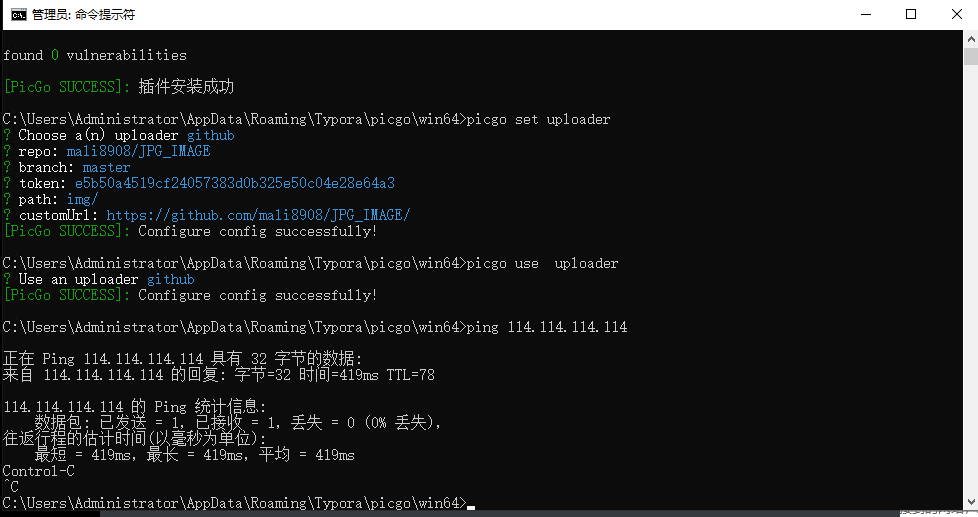 管理员: 命令提示符
found 0 vulnerabilities
[PicGo SUCCESS]: 插件安装成功
C:\Users\Administrator\AppData\Roaming\Typora\picgo\win64>picgo set uploader
? Choose a(n) uploader github
? repo: mali8908/JPG_IMAGE
? branch: master
? token: e5b50a4519cf24057383d0b325e50c04e28e64a3
? path: img/
? customUrl: https://github.com/mali8908/JPG_IMAGE/
[PicGo SUCCESS]: Configure config successfully!
C:\Users\Administrator\AppData\Roaming\Typora\picgo\win64>picgo use  uploader
? Use an uploader github
[PicGo SUCCESS]: Configure config successfully!
C:\Users\Administrator\AppData\Roaming\Typora\picgo\win64>ping 114.114.114.114
正在 Ping 114.114.114.114 具有 32 字节的数据:
来自 114.114.114.114 的回复: 字节=32 时间=419ms TTL=78
114.114.114.114 的 Ping 统计信息:
    数据包: 已发送 = 1，已接收 = 1，丢失 = 0 (0% 丢失)，
往返行程的估计时间(以毫秒为单位):
    最短 = 419ms，最长 = 419ms，平均 = 419ms
Control-C
^C
C:\Users\Administrator\AppData\Roaming\Typora\picgo\win64>